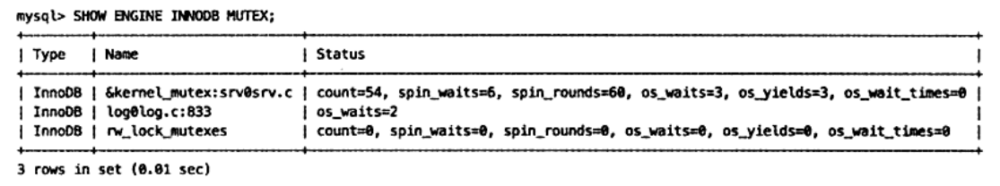 mysql> SHOW ENGINE INNODB MUTEX;
+--------+------------------------+---------------------------------------------------------------------------+
| Type | Name | Status |
+--------+------------------------+---------------------------------------------------------------------------+
| InnoDB | &kernel_mutex:srv0srv.c | count=54, spin_waits=6, spin_rounds=60, os_waits=3, os_yields=3, os_wait_times=0 |
| InnoDB | log0log.c:833 | os_waits=2 |
| InnoDB | rw_lock_mutexes | count=0, spin_waits=0, spin_rounds=0, os_waits=0, os_yields=0, os_wait_times=0 |
+--------+------------------------+---------------------------------------------------------------------------+
3 rows in set (0.01 sec)